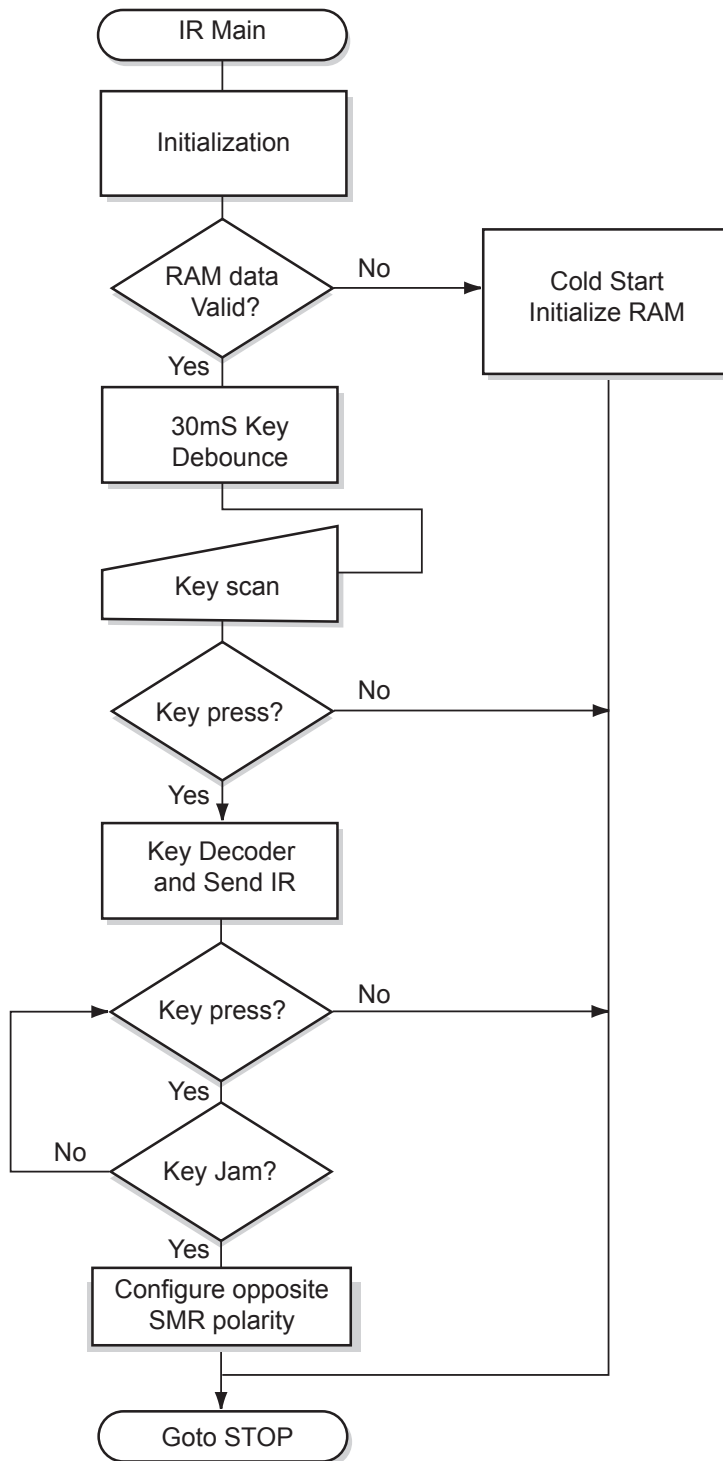 IR Main
Initialization
RAM data
Valid?
No
Cold Start
Initialize RAM
Yes
30mS Key
Debounce
Key scan
Key press?
No
Yes
Key Decoder
and Send IR
Key press?
No
Yes
No
Key Jam?
Yes
Configure opposite
SMR polarity
Goto STOP